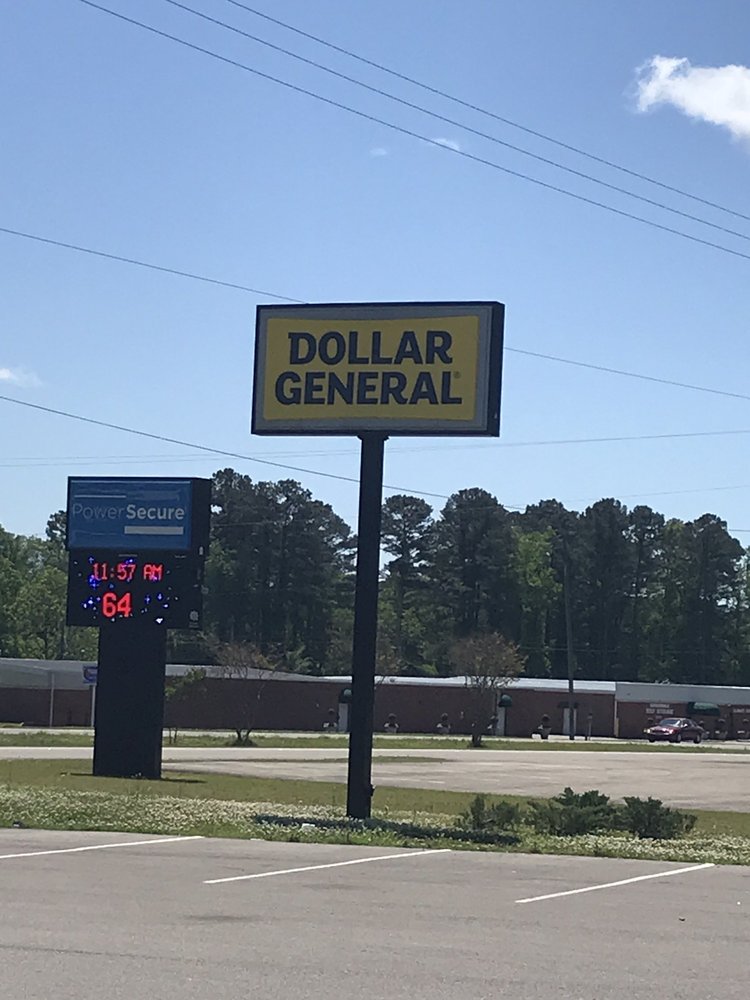 DOLLAR
GENERAL
PowerSecure
11:57 AM
64